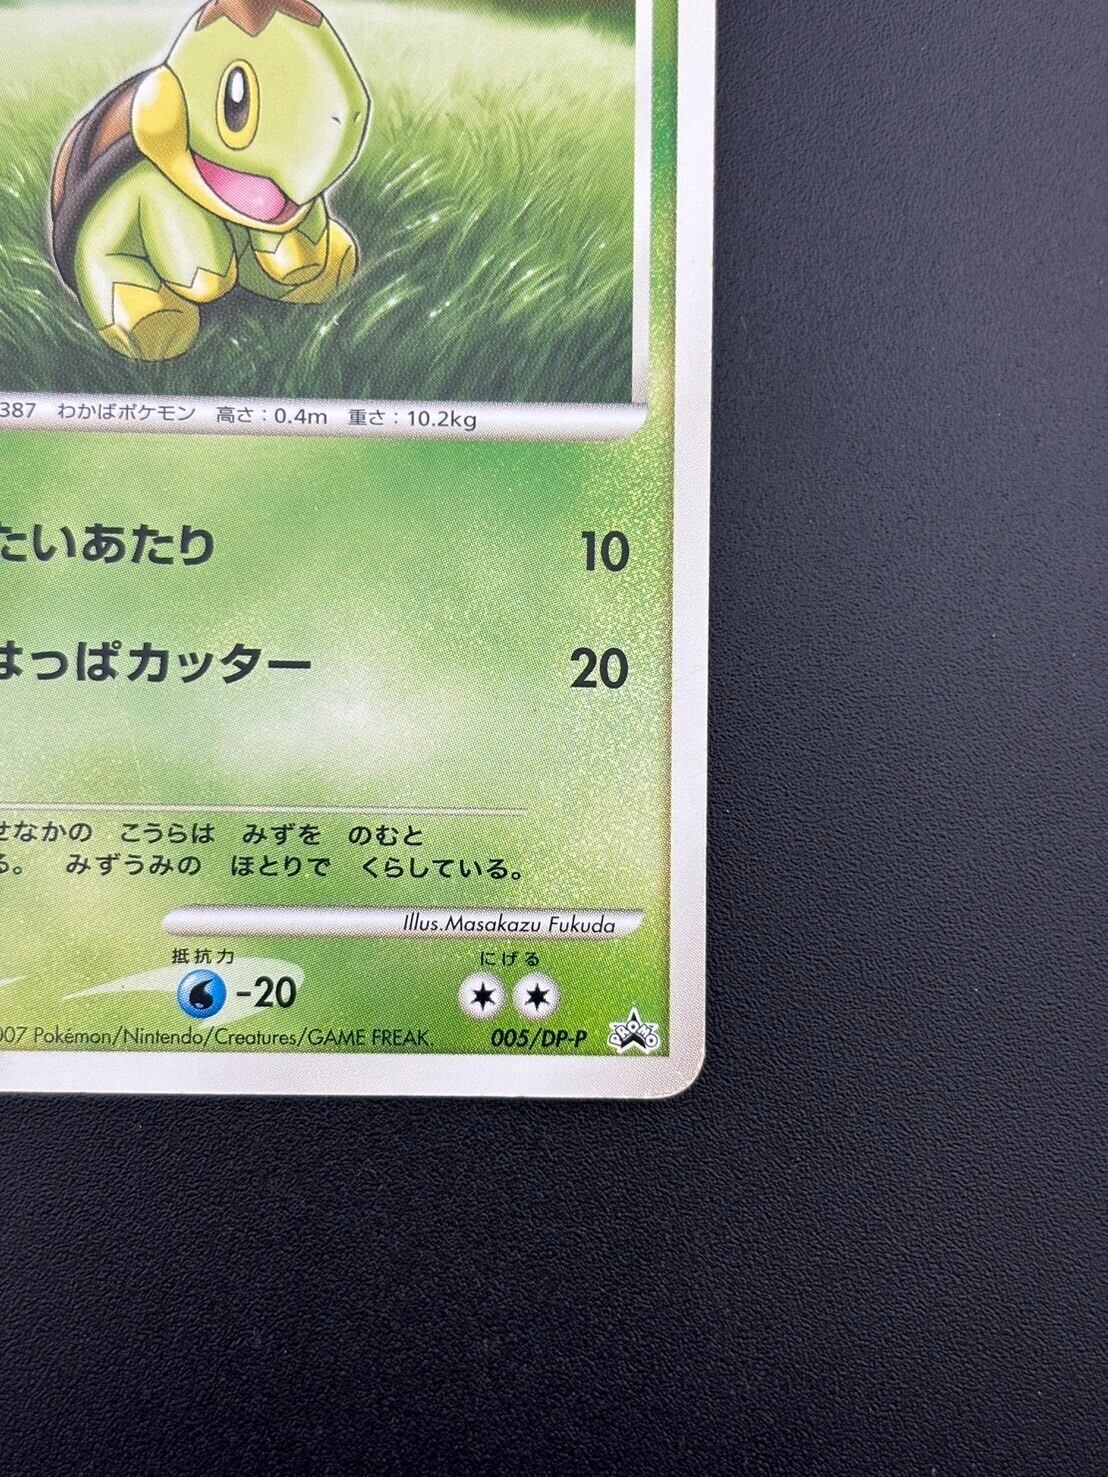 387 わかばポケモン 高さ：0.4m 重さ：10.2kg
たいあたり 10
はっぱカッター 20
せなかの こうらは みずを のむと
る。 みずうみの ほとりで くらしている。
Illus.Masakazu Fukuda
抵抗力 にげる
-20
007 Pokémon/Nintendo/Creatures/GAME FREAK. 005/DP-P PROMO